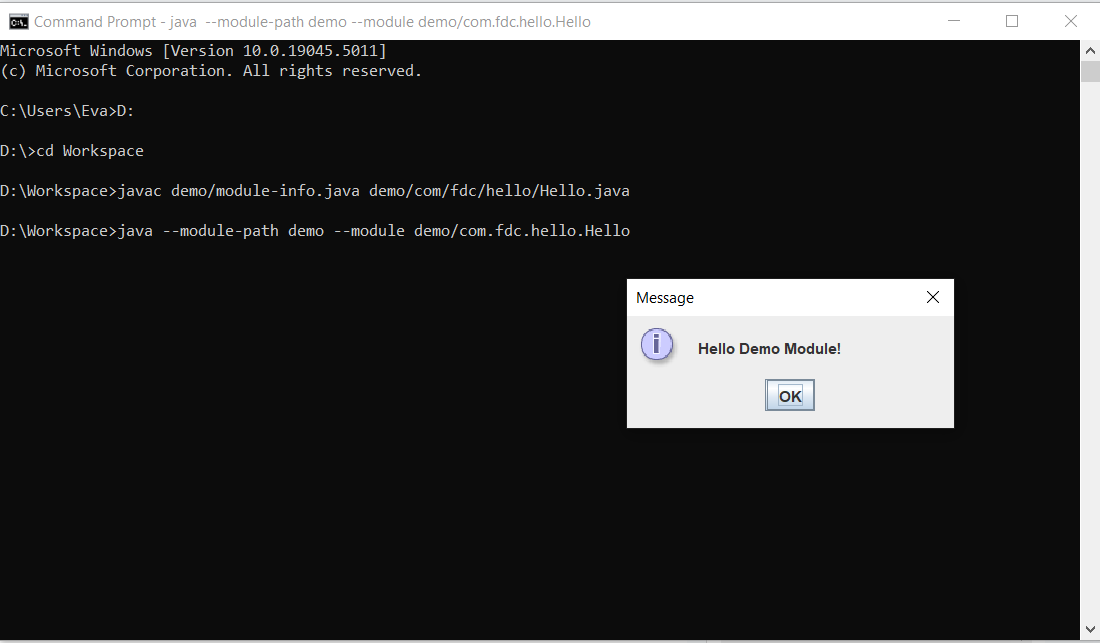 Command Prompt - java  --module-path demo --module demo/com.fdc.hello.Hello
Microsoft Windows [Version 10.0.19045.5011]
(c) Microsoft Corporation. All rights reserved.
C:\Users\Eva>D:
D:\>cd Workspace
D:\Workspace>javac demo/module-info.java demo/com/fdc/hello/Hello.java
D:\Workspace>java --module-path demo --module demo/com.fdc.hello.Hello
Message
Hello Demo Module!
OK